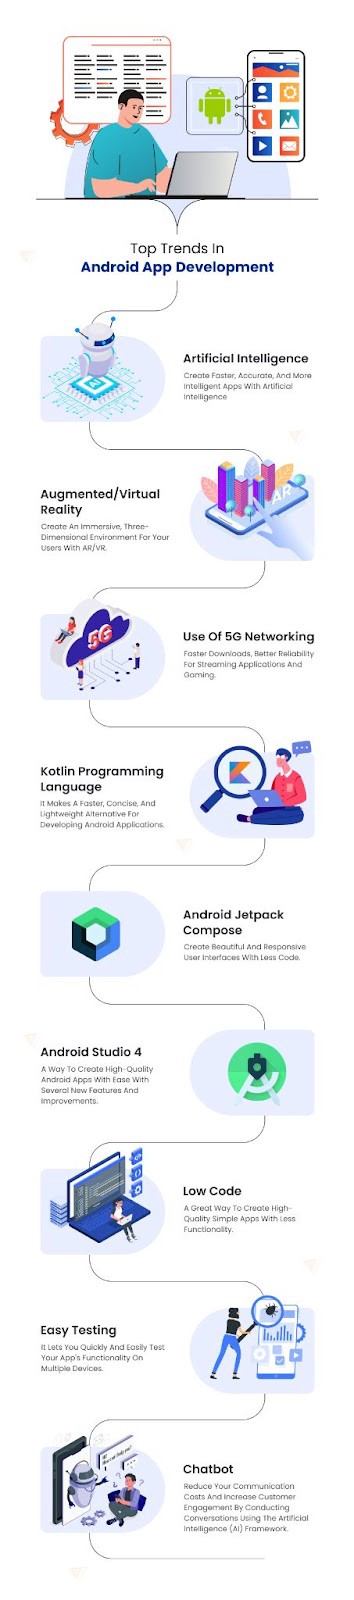 Top Trends In
Android App Development
Artificial Intelligence
Create Faster, Accurate, And More
Intelligent Apps With Artificial
Intelligence
Augmented/Virtual
Reality
Create An Immersive, Three-
Dimensional Environment For Your
Users With AR/VR.
AR
Use Of 5G Networking
Faster Downloads, Better Reliability
For Streaming Applications And
Gaming.
5G
Kotlin Programming
Language
It Makes A Faster, Concise, And
Lightweight Alternative For
Developing Android Applications.
Android Jetpack
Compose
Create Beautiful And Responsive
User Interfaces With Less Code.
Android Studio 4
A Way To Create High-Quality
Android Apps With Ease With
Several New Features And
Improvements.
Low Code
A Great Way To Create High-
Quality Simple Apps With Less
Functionality.
Easy Testing
It Lets You Quickly And Easily Test
Your App's Functionality On
Multiple Devices.
Chatbot
Reduce Your Communication
Costs And Increase Customer
Engagement By Conducting
Conversations Using The Artificial
Intelligence (AI) Framework.